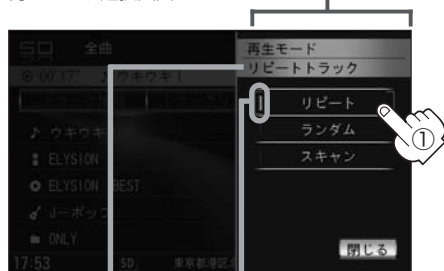 SD 全曲
00'17" ♪ ウキウキ!
再生モード
リピートトラック
リピート
ランダム
スキャン
①
♪ ウキウキ
ELYSION
ELYSION BEST
J-ポップ
ONLY
閉じる
17:53 SD 東京都港区